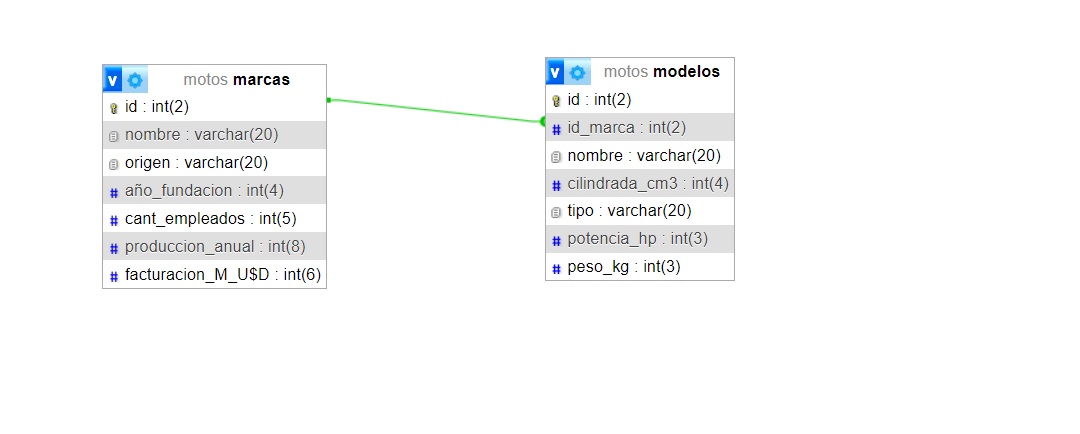 v motos marcas
id : int(2)
nombre : varchar(20)
origen : varchar(20)
# año_fundacion : int(4)
# cant_empleados : int(5)
# produccion_anual : int(8)
# facturacion_M_U$D : int(6)
v motos modelos
id : int(2)
# id_marca : int(2)
nombre : varchar(20)
# cilindrada_cm3 : int(4)
tipo : varchar(20)
# potencia_hp : int(3)
# peso_kg : int(3)